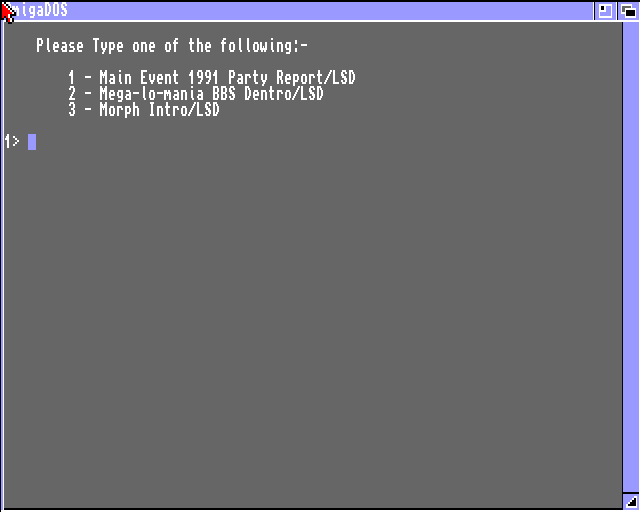 migaDOS
Please Type one of the following:-
1 - Main Event 1991 Party Report/LSD
2 - Mega-lo-mania BBS Dentro/LSD
3 - Morph Intro/LSD
1>